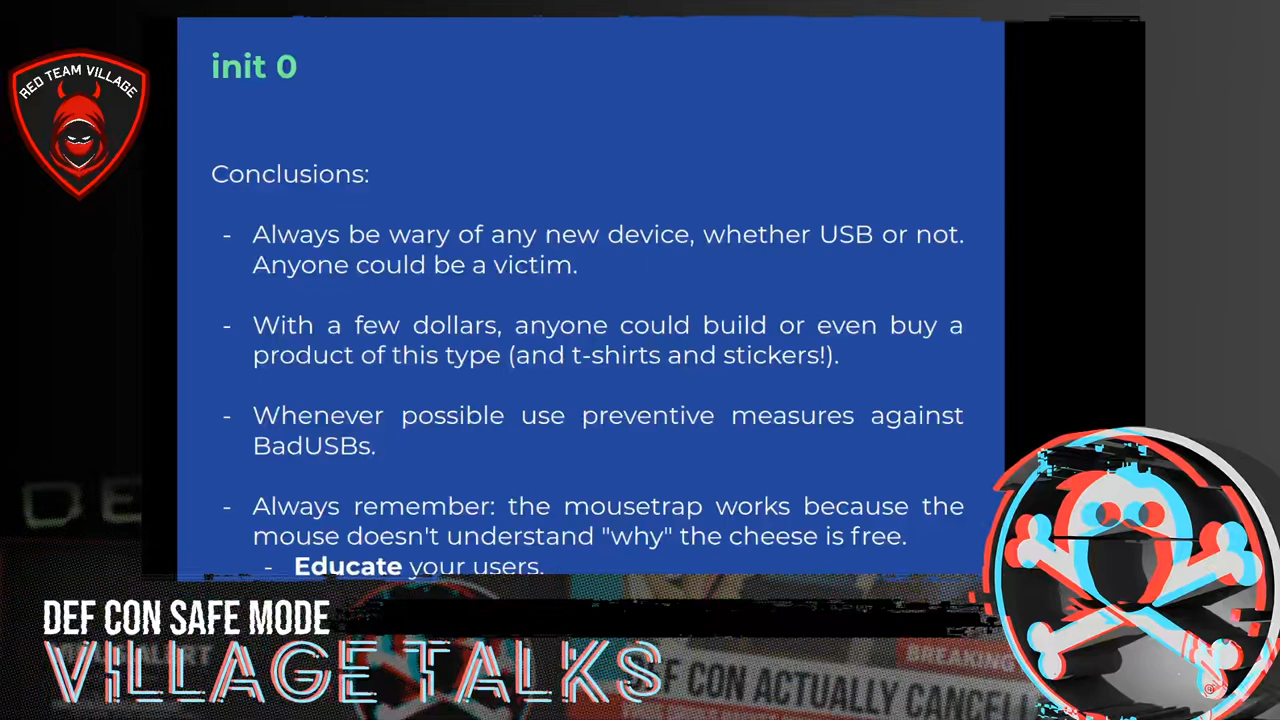 init 0
RED TEAM VILLAGE
Conclusions:
- Always be wary of any new device, whether USB or not.
Anyone could be a victim.
- With a few dollars, anyone could build or even buy a
product of this type (and t-shirts and stickers!).
- Whenever possible use preventive measures against
BadUSBs.
- Always remember: the mousetrap works because the
mouse doesn't understand "why" the cheese is free.
- Educate your users.
DE
DEF CON SAFE MODE
VILLAGE TALKS
BREAKING
DEF CON ACTUALLY CANCELL